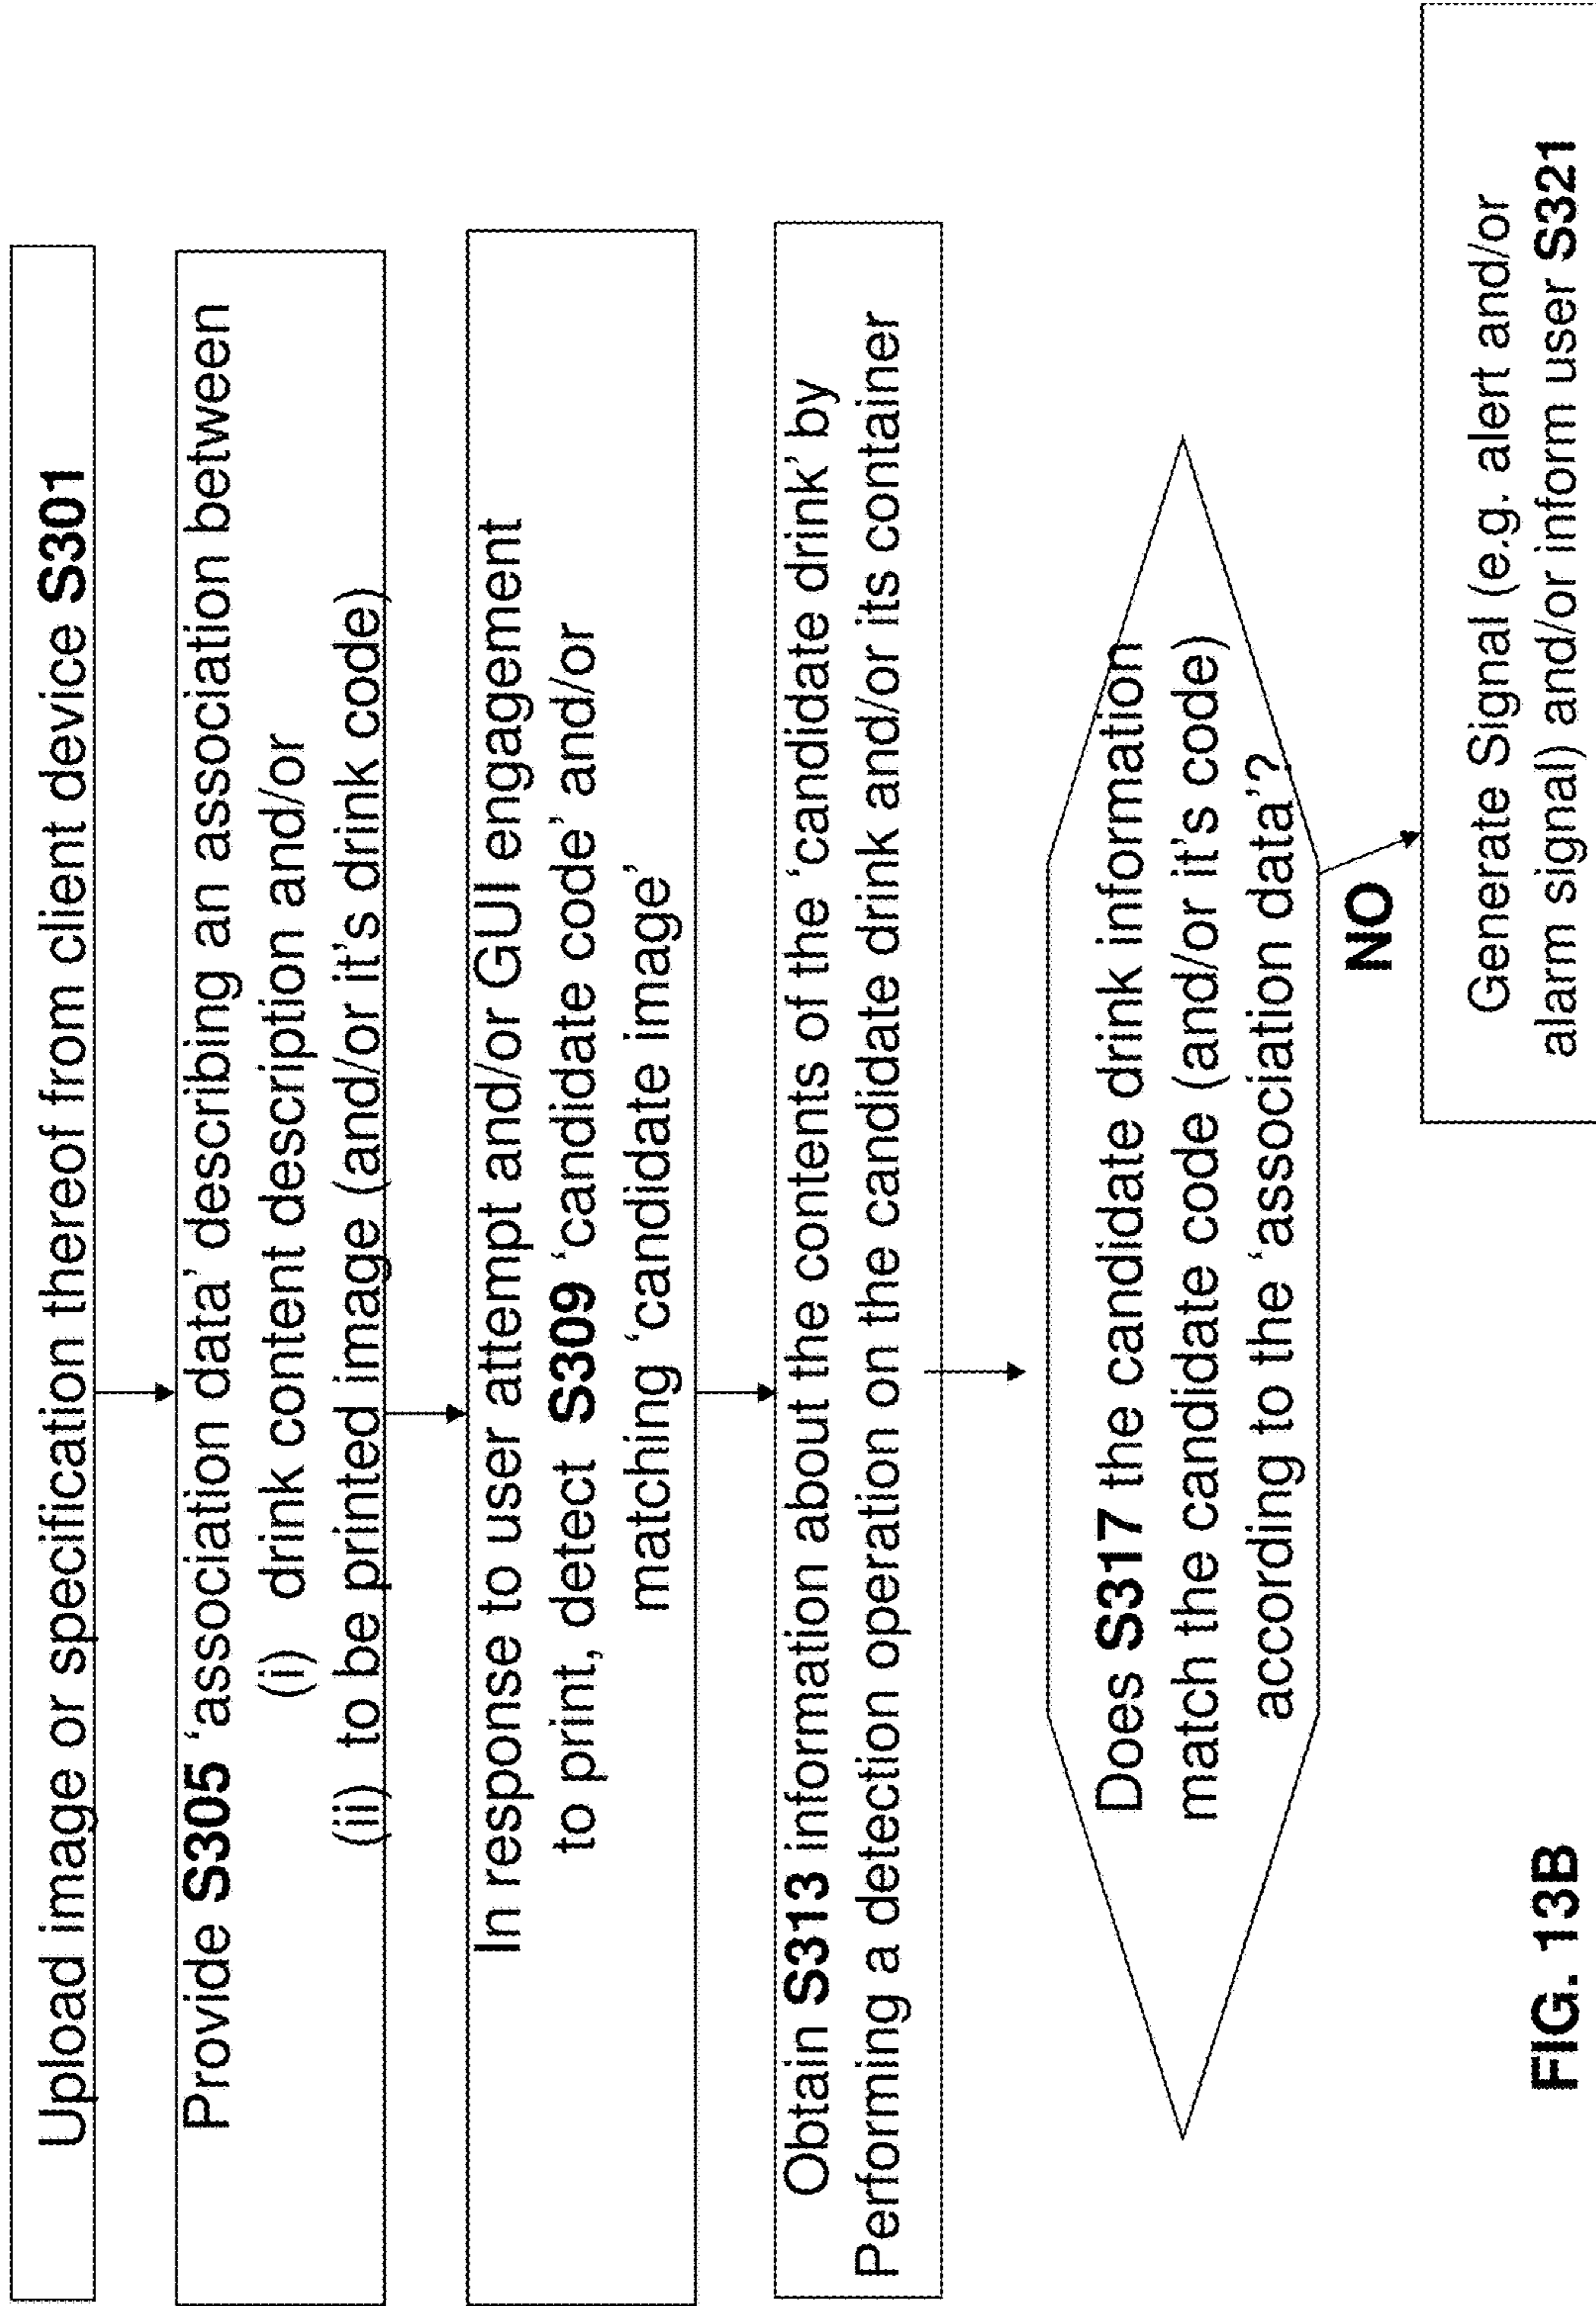 Upload image or specification thereof from client device S301
Provide S305 ‘association data’ describing an association between
(i) drink content description and/or
(ii) to be printed image (and/or it's drink code)
In response to user attempt and/or GUI engagement
to print, detect S309 ‘candidate code’ and/or
matching ‘candidate image’
Obtain S313 information about the contents of the ‘candidate drink’ by
Performing a detection operation on the candidate drink and/or its container
Does S317 the candidate drink information
match the candidate code (and/or it's code)
according to the ‘association data’?
NO
Generate Signal (e.g. alert and/or
alarm signal) and/or inform user S321
FIG. 13B